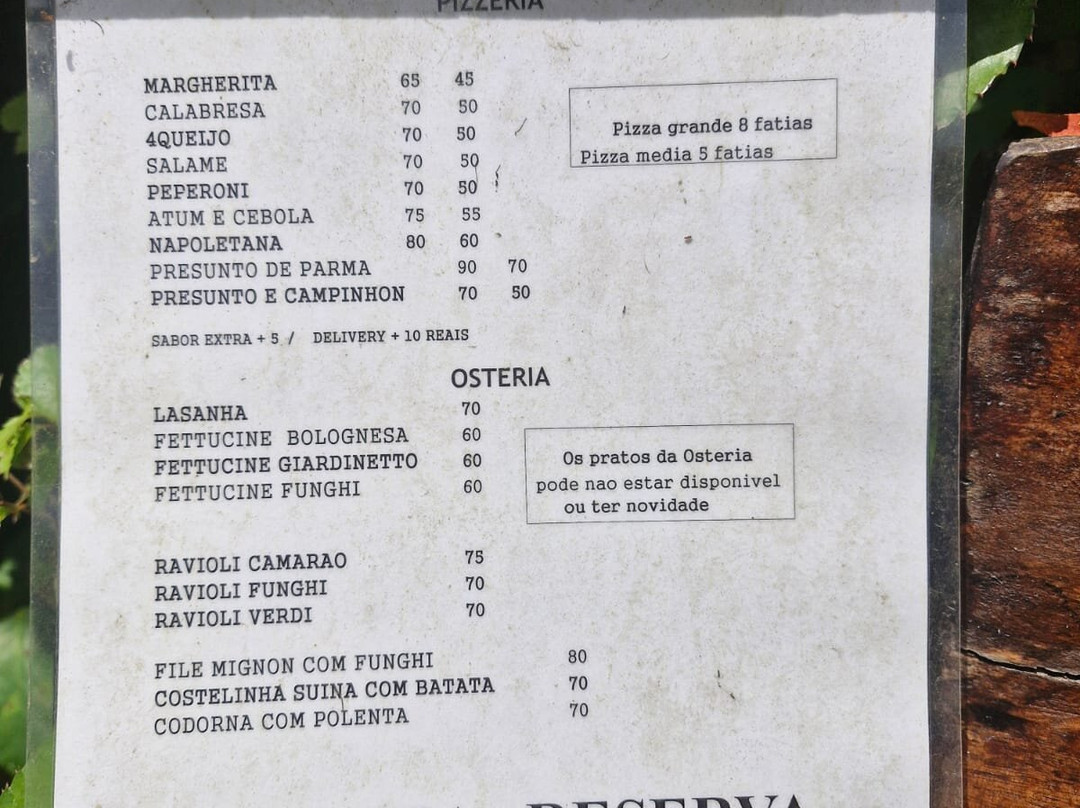 PIZZERIA
MARGHERITA 65 45
CALABRESA 70 50
4QUEIJO 70 50
SALAME 70 50
PEPERONI 70 50
ATUM E CEBOLA 75 55
NAPOLETANA 80 60
PRESUNTO DE PARMA 90 70
PRESUNTO E CAMPINHON 70 50
Pizza grande 8 fatias
Pizza media 5 fatias
SABOR EXTRA + 5 / DELIVERY + 10 REAIS
OSTERIA
LASANHA 70
FETTUCINE BOLOGNESA 60
FETTUCINE GIARDINETTO 60
FETTUCINE FUNGHI 60
Os pratos da Osteria
pode nao estar disponivel
ou ter novidade
RAVIOLI CAMARAO 75
RAVIOLI FUNGHI 70
RAVIOLI VERDI 70
FILE MIGNON COM FUNGHI 80
COSTELINHA SUINA COM BATATA 70
CODORNA COM POLENTA 70
RESERVA